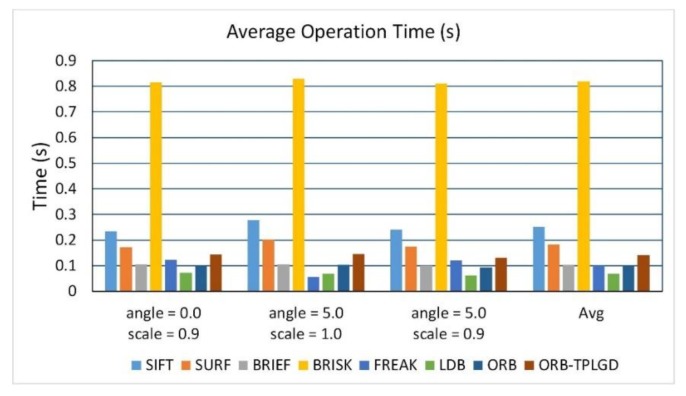 Average Operation Time (s)
0.9
0.8
0.7
0.6
0.5
0.4
0.3
0.2
0.1
0
Time (s)
angle = 0.0 angle = 5.0 angle = 5.0 Avg
scale = 0.9 scale = 1.0 scale = 0.9
SIFT SURF BRIEF BRISK FREAK LDB ORB ORB-TPLGD